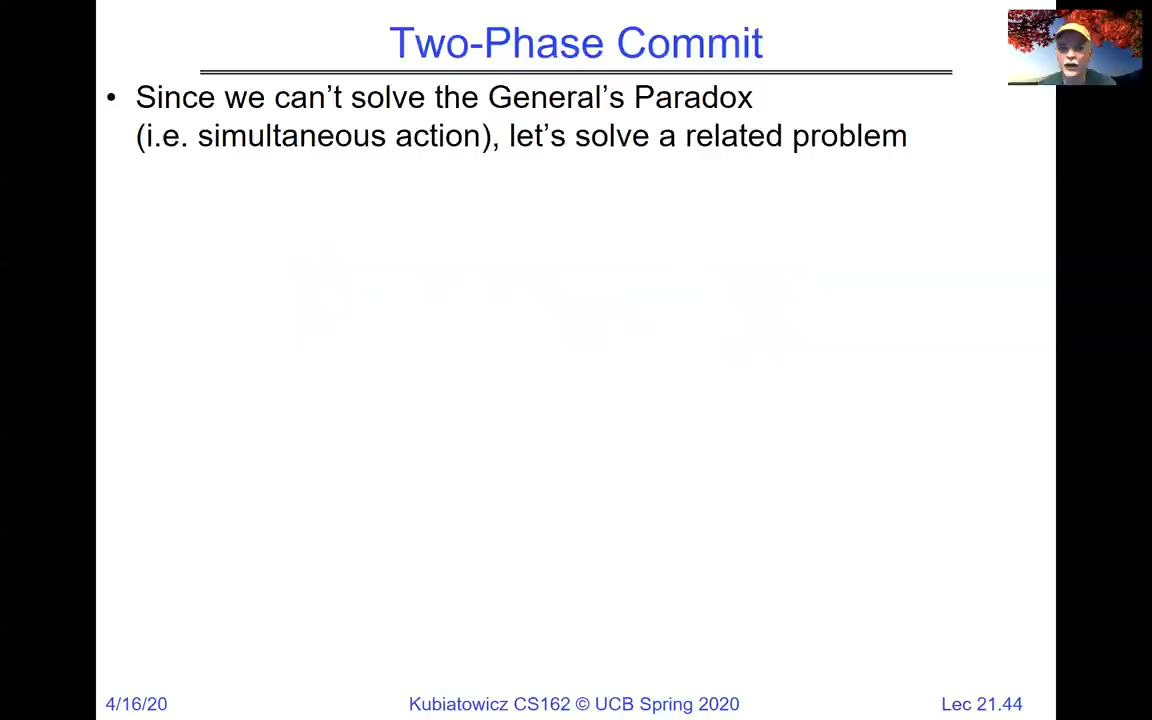 Two-Phase Commit
• Since we can’t solve the General’s Paradox
(i.e. simultaneous action), let’s solve a related problem
4/16/20
Kubiatowicz CS162 © UCB Spring 2020
Lec 21.44